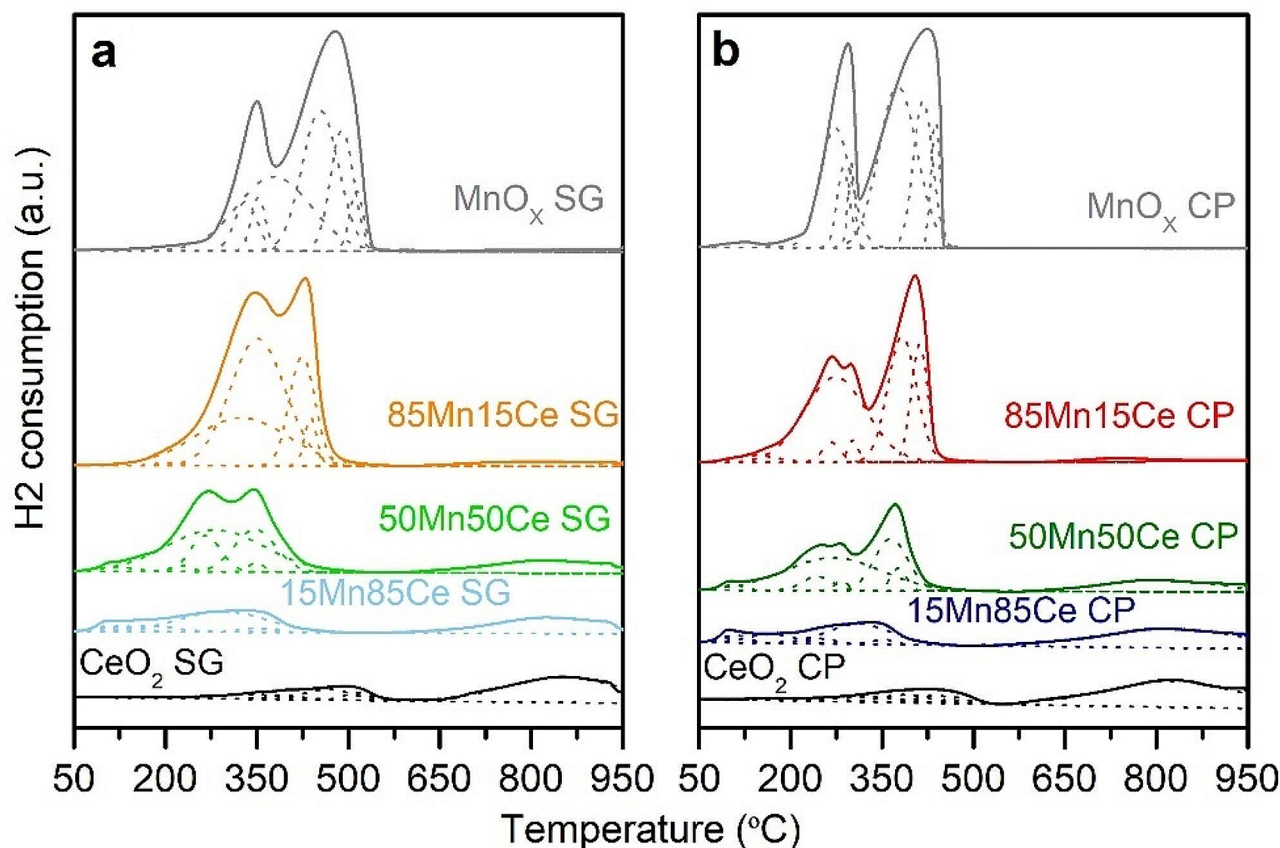 H2 consumption (a.u.)
a
MnOX SG
85Mn15Ce SG
50Mn50Ce SG
15Mn85Ce SG
CeO2 SG
50 200 350 500 650 800 950
b
MnOX CP
85Mn15Ce CP
50Mn50Ce CP
15Mn85Ce CP
CeO2 CP
50 200 350 500 650 800 950
Temperature (ºC)